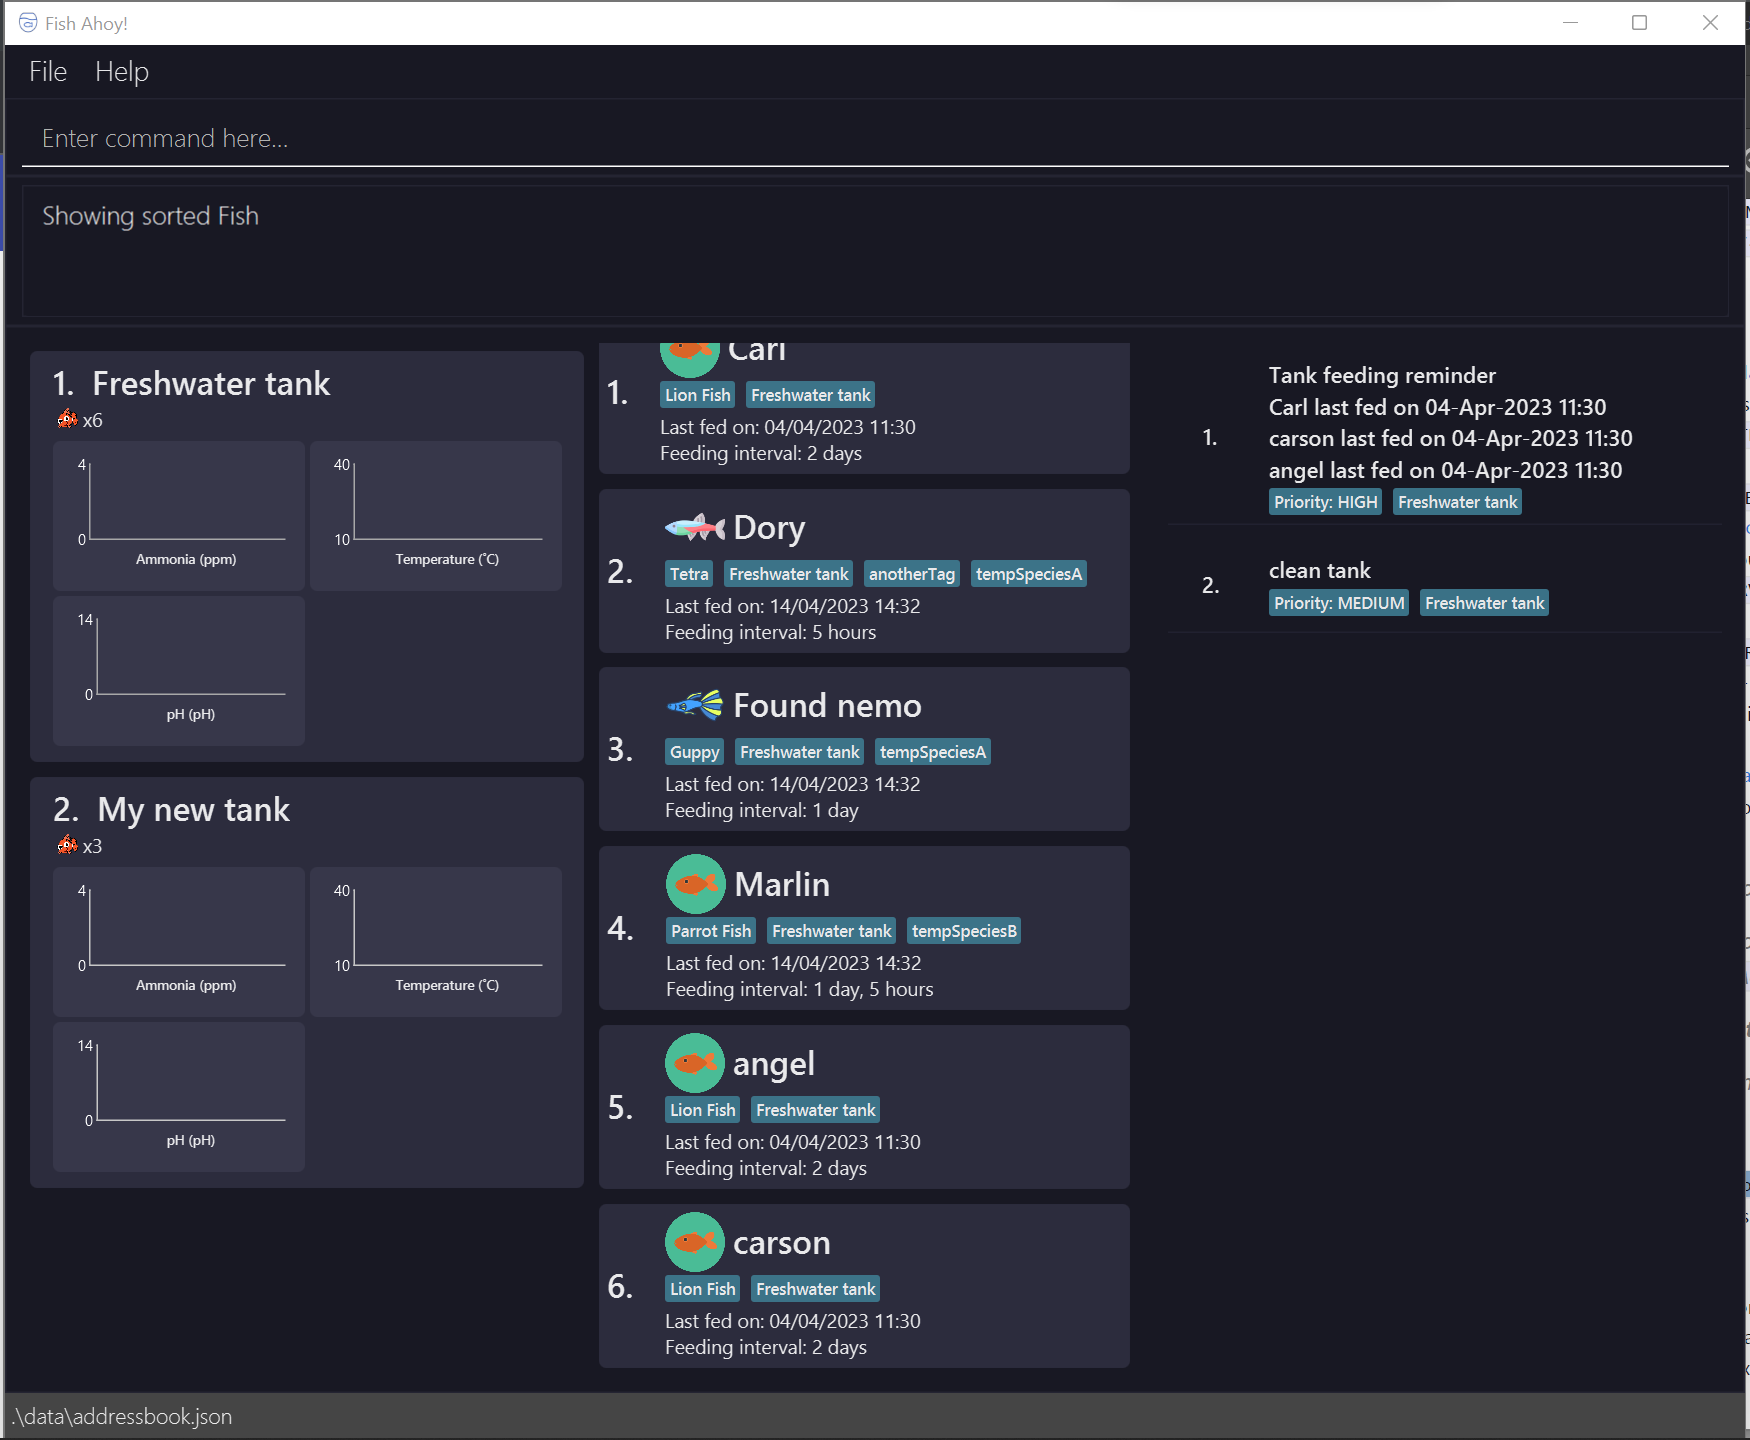 Fish Ahoy!
File Help
Enter command here...
Showing sorted Fish
1. Freshwater tank
x6
4
0
Ammonia (ppm)
40
10
Temperature (˚C)
14
0
pH (pH)
2. My new tank
x3
4
0
Ammonia (ppm)
40
10
Temperature (˚C)
14
0
pH (pH)
1.
Carl
Lion Fish Freshwater tank
Last fed on: 04/04/2023 11:30
Feeding interval: 2 days
2.
Dory
Tetra Freshwater tank anotherTag tempSpeciesA
Last fed on: 14/04/2023 14:32
Feeding interval: 5 hours
3.
Found nemo
Guppy Freshwater tank tempSpeciesA
Last fed on: 14/04/2023 14:32
Feeding interval: 1 day
4.
Marlin
Parrot Fish Freshwater tank tempSpeciesB
Last fed on: 14/04/2023 14:32
Feeding interval: 1 day, 5 hours
5.
angel
Lion Fish Freshwater tank
Last fed on: 04/04/2023 11:30
Feeding interval: 2 days
6.
carson
Lion Fish Freshwater tank
Last fed on: 04/04/2023 11:30
Feeding interval: 2 days
1.
Tank feeding reminder
Carl last fed on 04-Apr-2023 11:30
carson last fed on 04-Apr-2023 11:30
angel last fed on 04-Apr-2023 11:30
Priority: HIGH Freshwater tank
2.
clean tank
Priority: MEDIUM Freshwater tank
.\data\addressbook.json